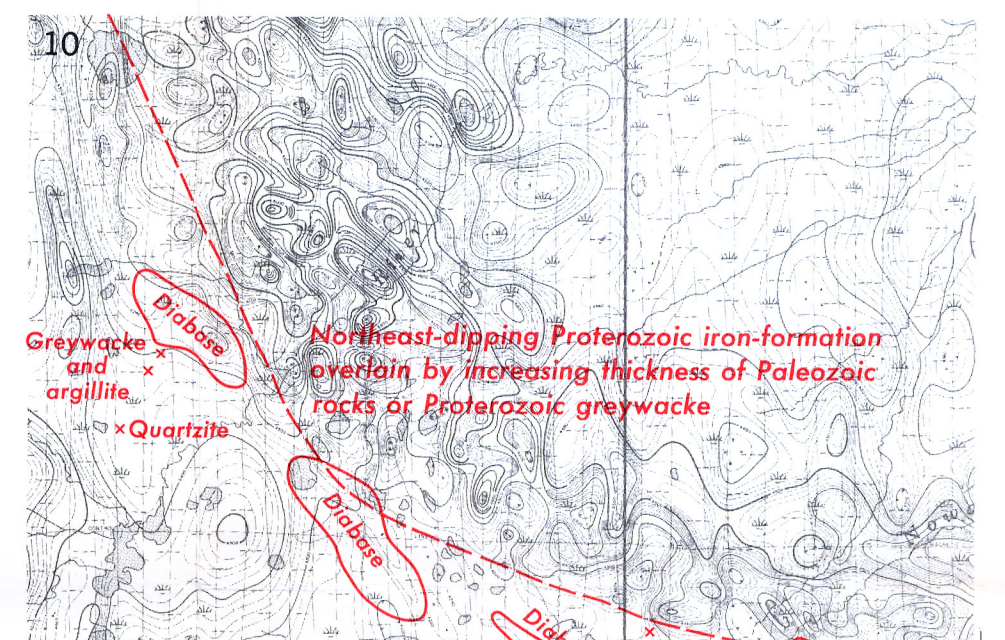 10
Diabase
Northeast-dipping Proterozoic iron-formation
overlain by increasing thickness of Paleozoic
rocks or Proterozoic greywacke
Greywacke
and
argillite
Quartzite
Diabase